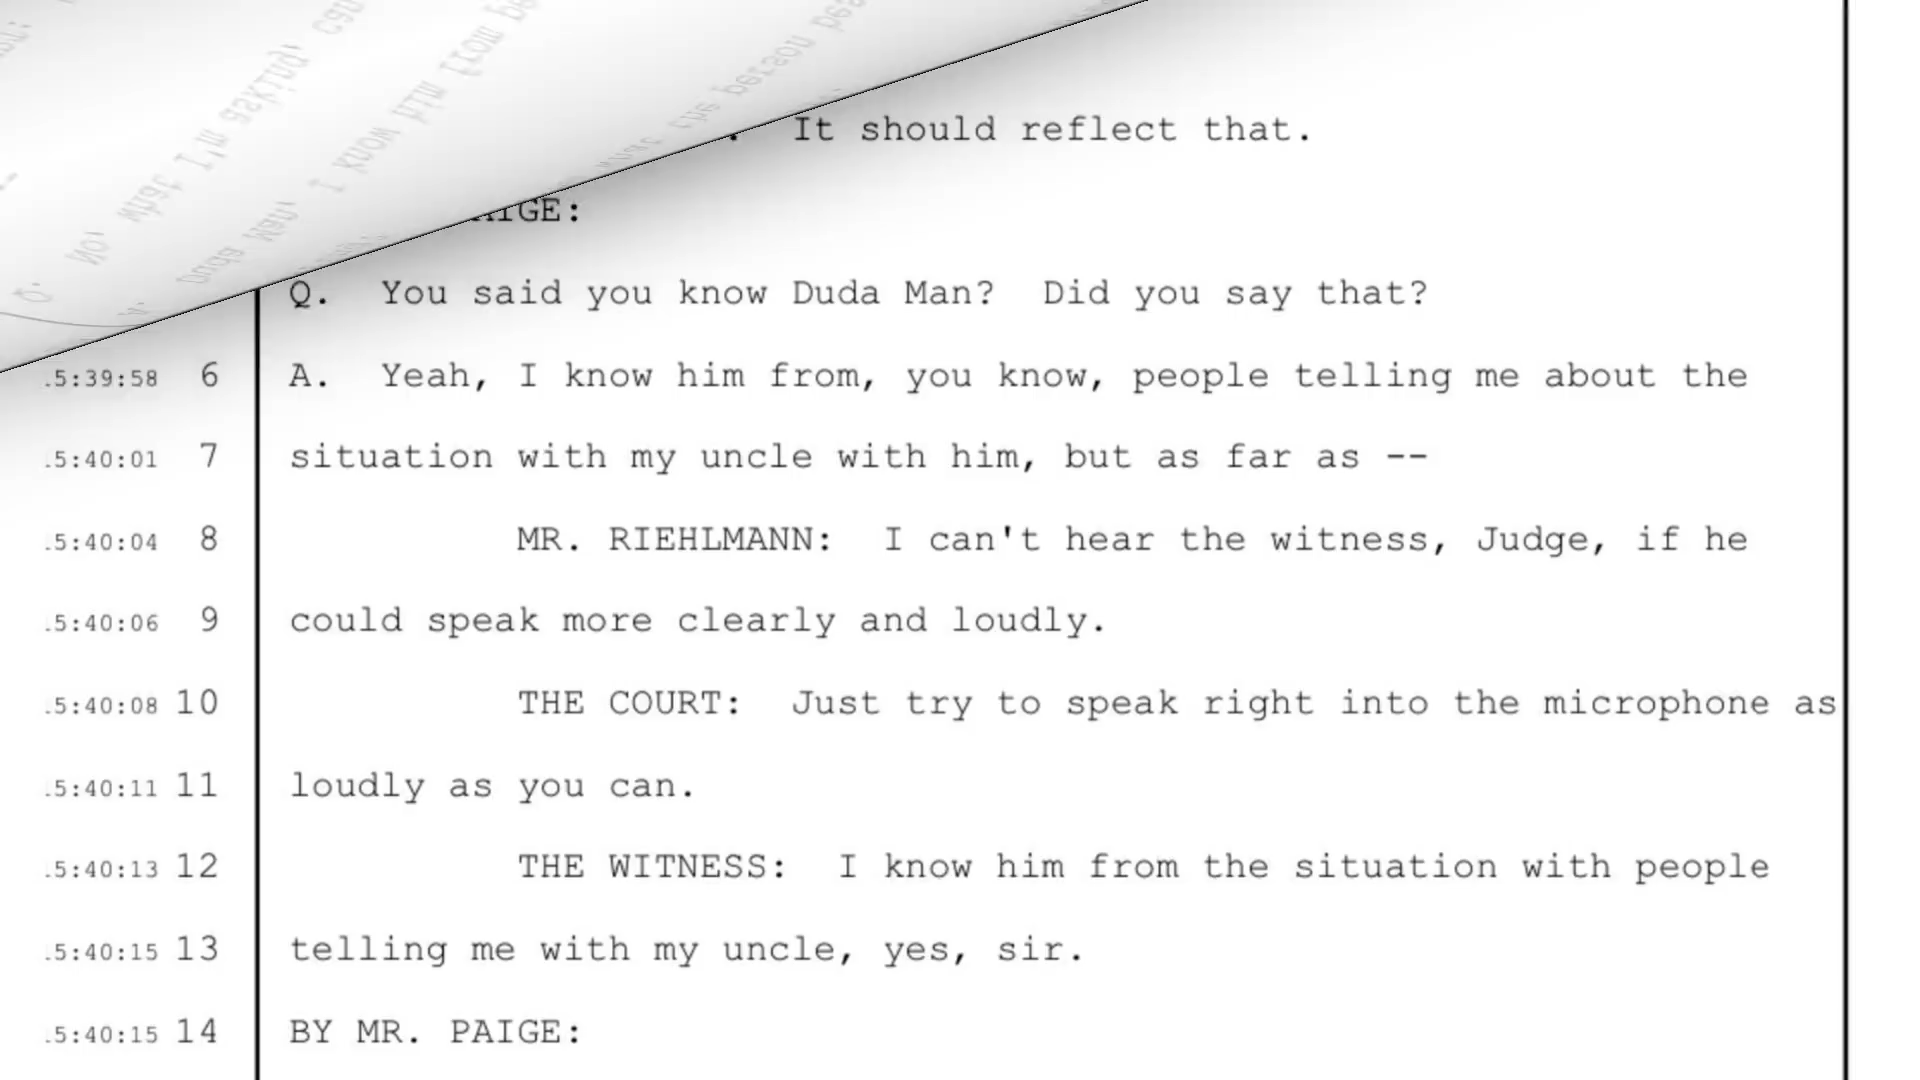 It should reflect that.
AIGE:
Q. You said you know Duda Man? Did you say that?
.5:39:58 6 A. Yeah, I know him from, you know, people telling me about the
.5:40:01 7 situation with my uncle with him, but as far as --
.5:40:04 8 MR. RIEHLMANN: I can't hear the witness, Judge, if he
.5:40:06 9 could speak more clearly and loudly.
.5:40:08 10 THE COURT: Just try to speak right into the microphone as
.5:40:11 11 loudly as you can.
.5:40:13 12 THE WITNESS: I know him from the situation with people
.5:40:15 13 telling me with my uncle, yes, sir.
.5:40:15 14 BY MR. PAIGE: